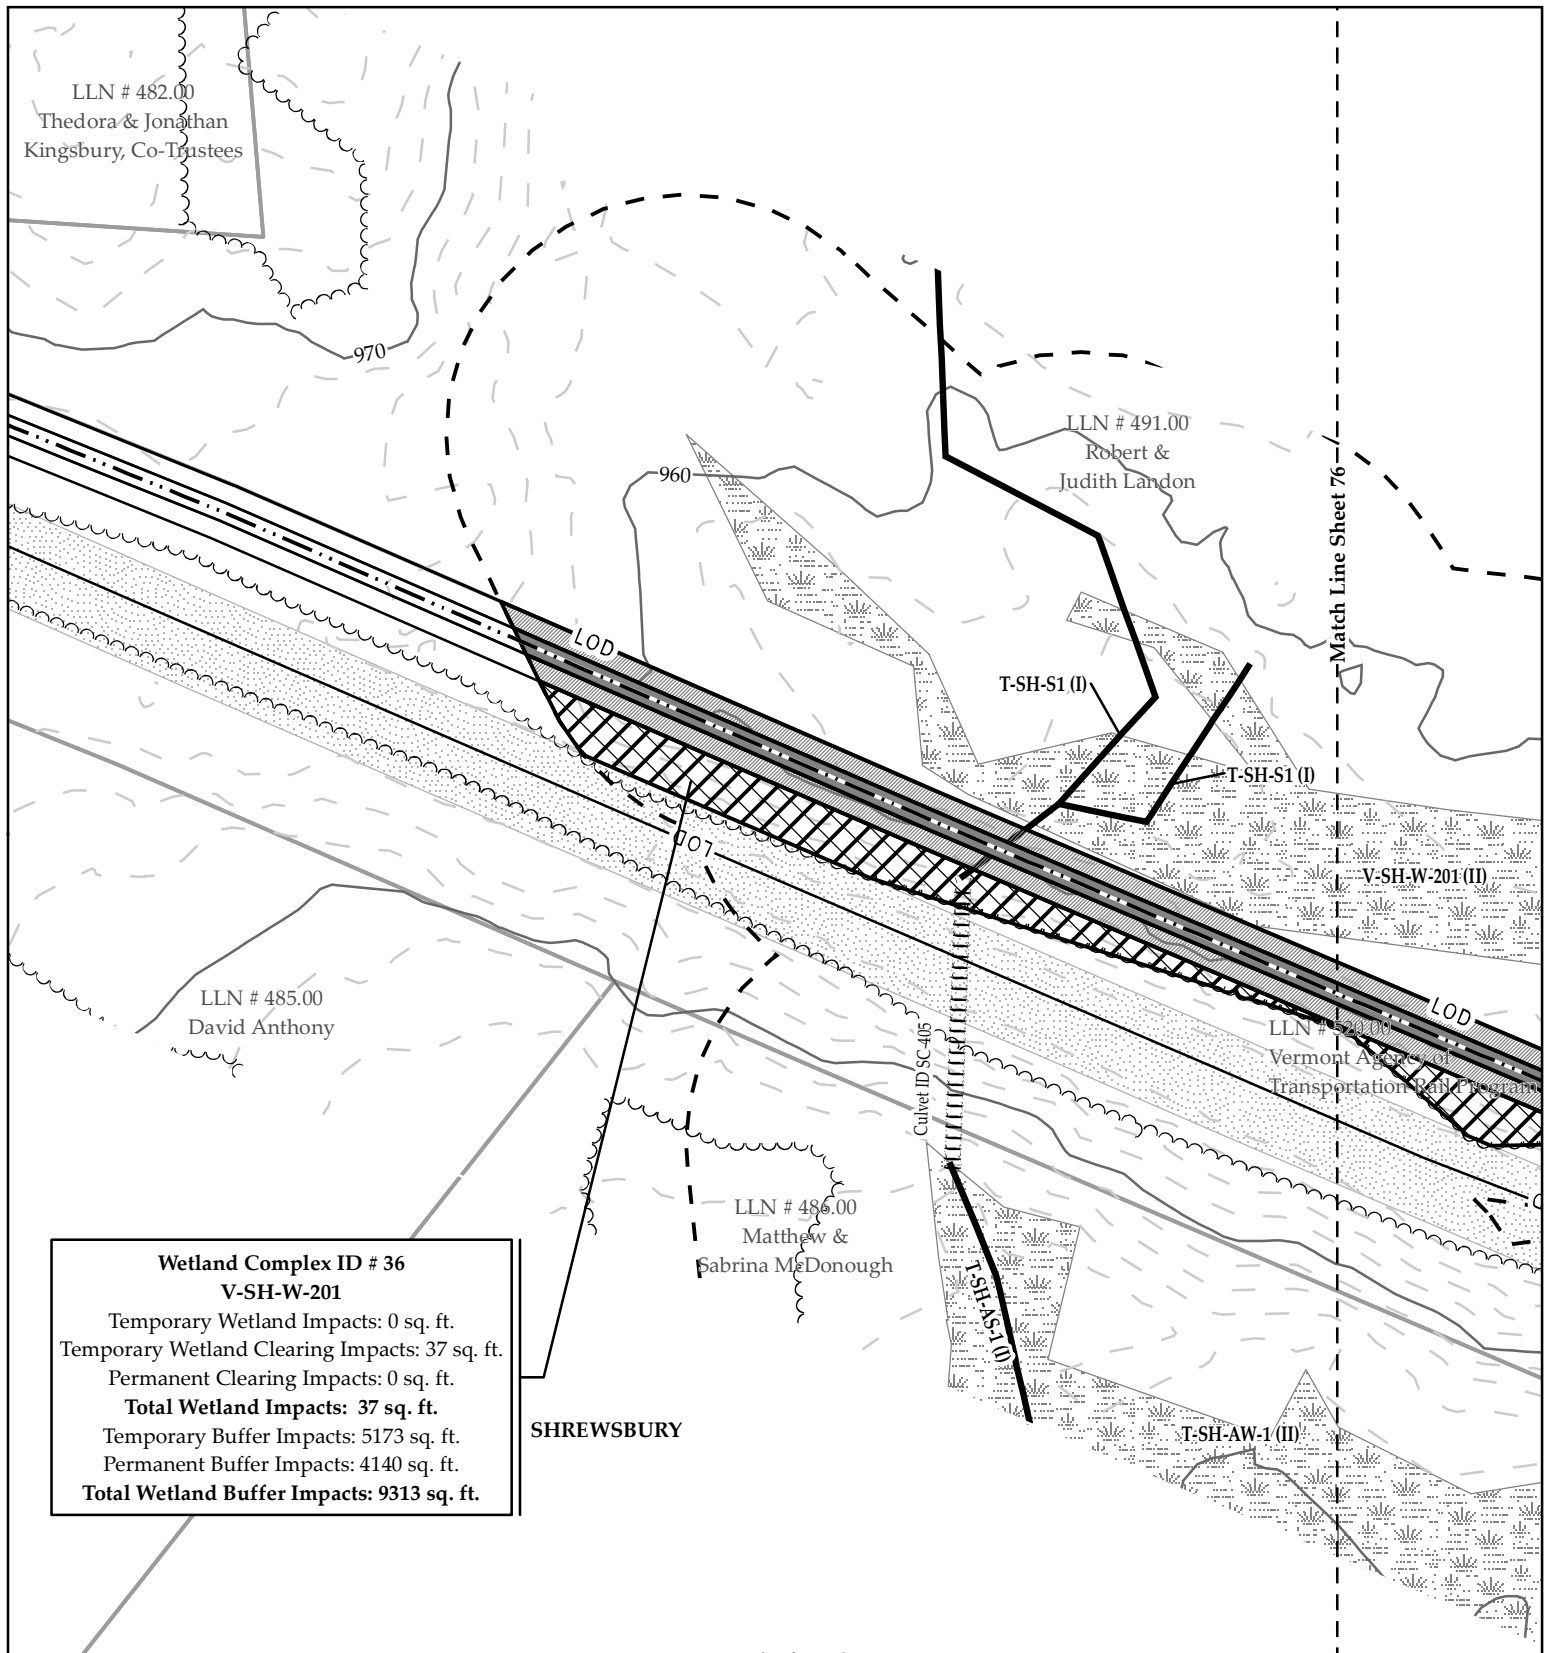 LLN # 482.00
Thedora & Jonathan
Kingsbury, Co-Trustees
970
960
LLN # 491.00
Robert &
Judith Landon
Match Line Sheet 76
LOD
T-SH-S1 (I)
T-SH-S1 (I)
V-SH-W-201 (II)
LOD
LLN # 485.00
David Anthony
LOD
LLN # 520.00
Vermont Agency of
Transportation Rail Program
Culvet ID SC-405
LLN # 486.00
Matthew &
Sabrina McDonough
T-SH-AS-1 (I)
Wetland Complex ID # 36
V-SH-W-201
Temporary Wetland Impacts: 0 sq. ft.
Temporary Wetland Clearing Impacts: 37 sq. ft.
Permanent Clearing Impacts: 0 sq. ft.
Total Wetland Impacts:  37 sq. ft.
Temporary Buffer Impacts: 5173 sq. ft.
Permanent Buffer Impacts: 4140 sq. ft.
Total Wetland Buffer Impacts: 9313 sq. ft.
SHREWSBURY
T-SH-AW-1 (II)